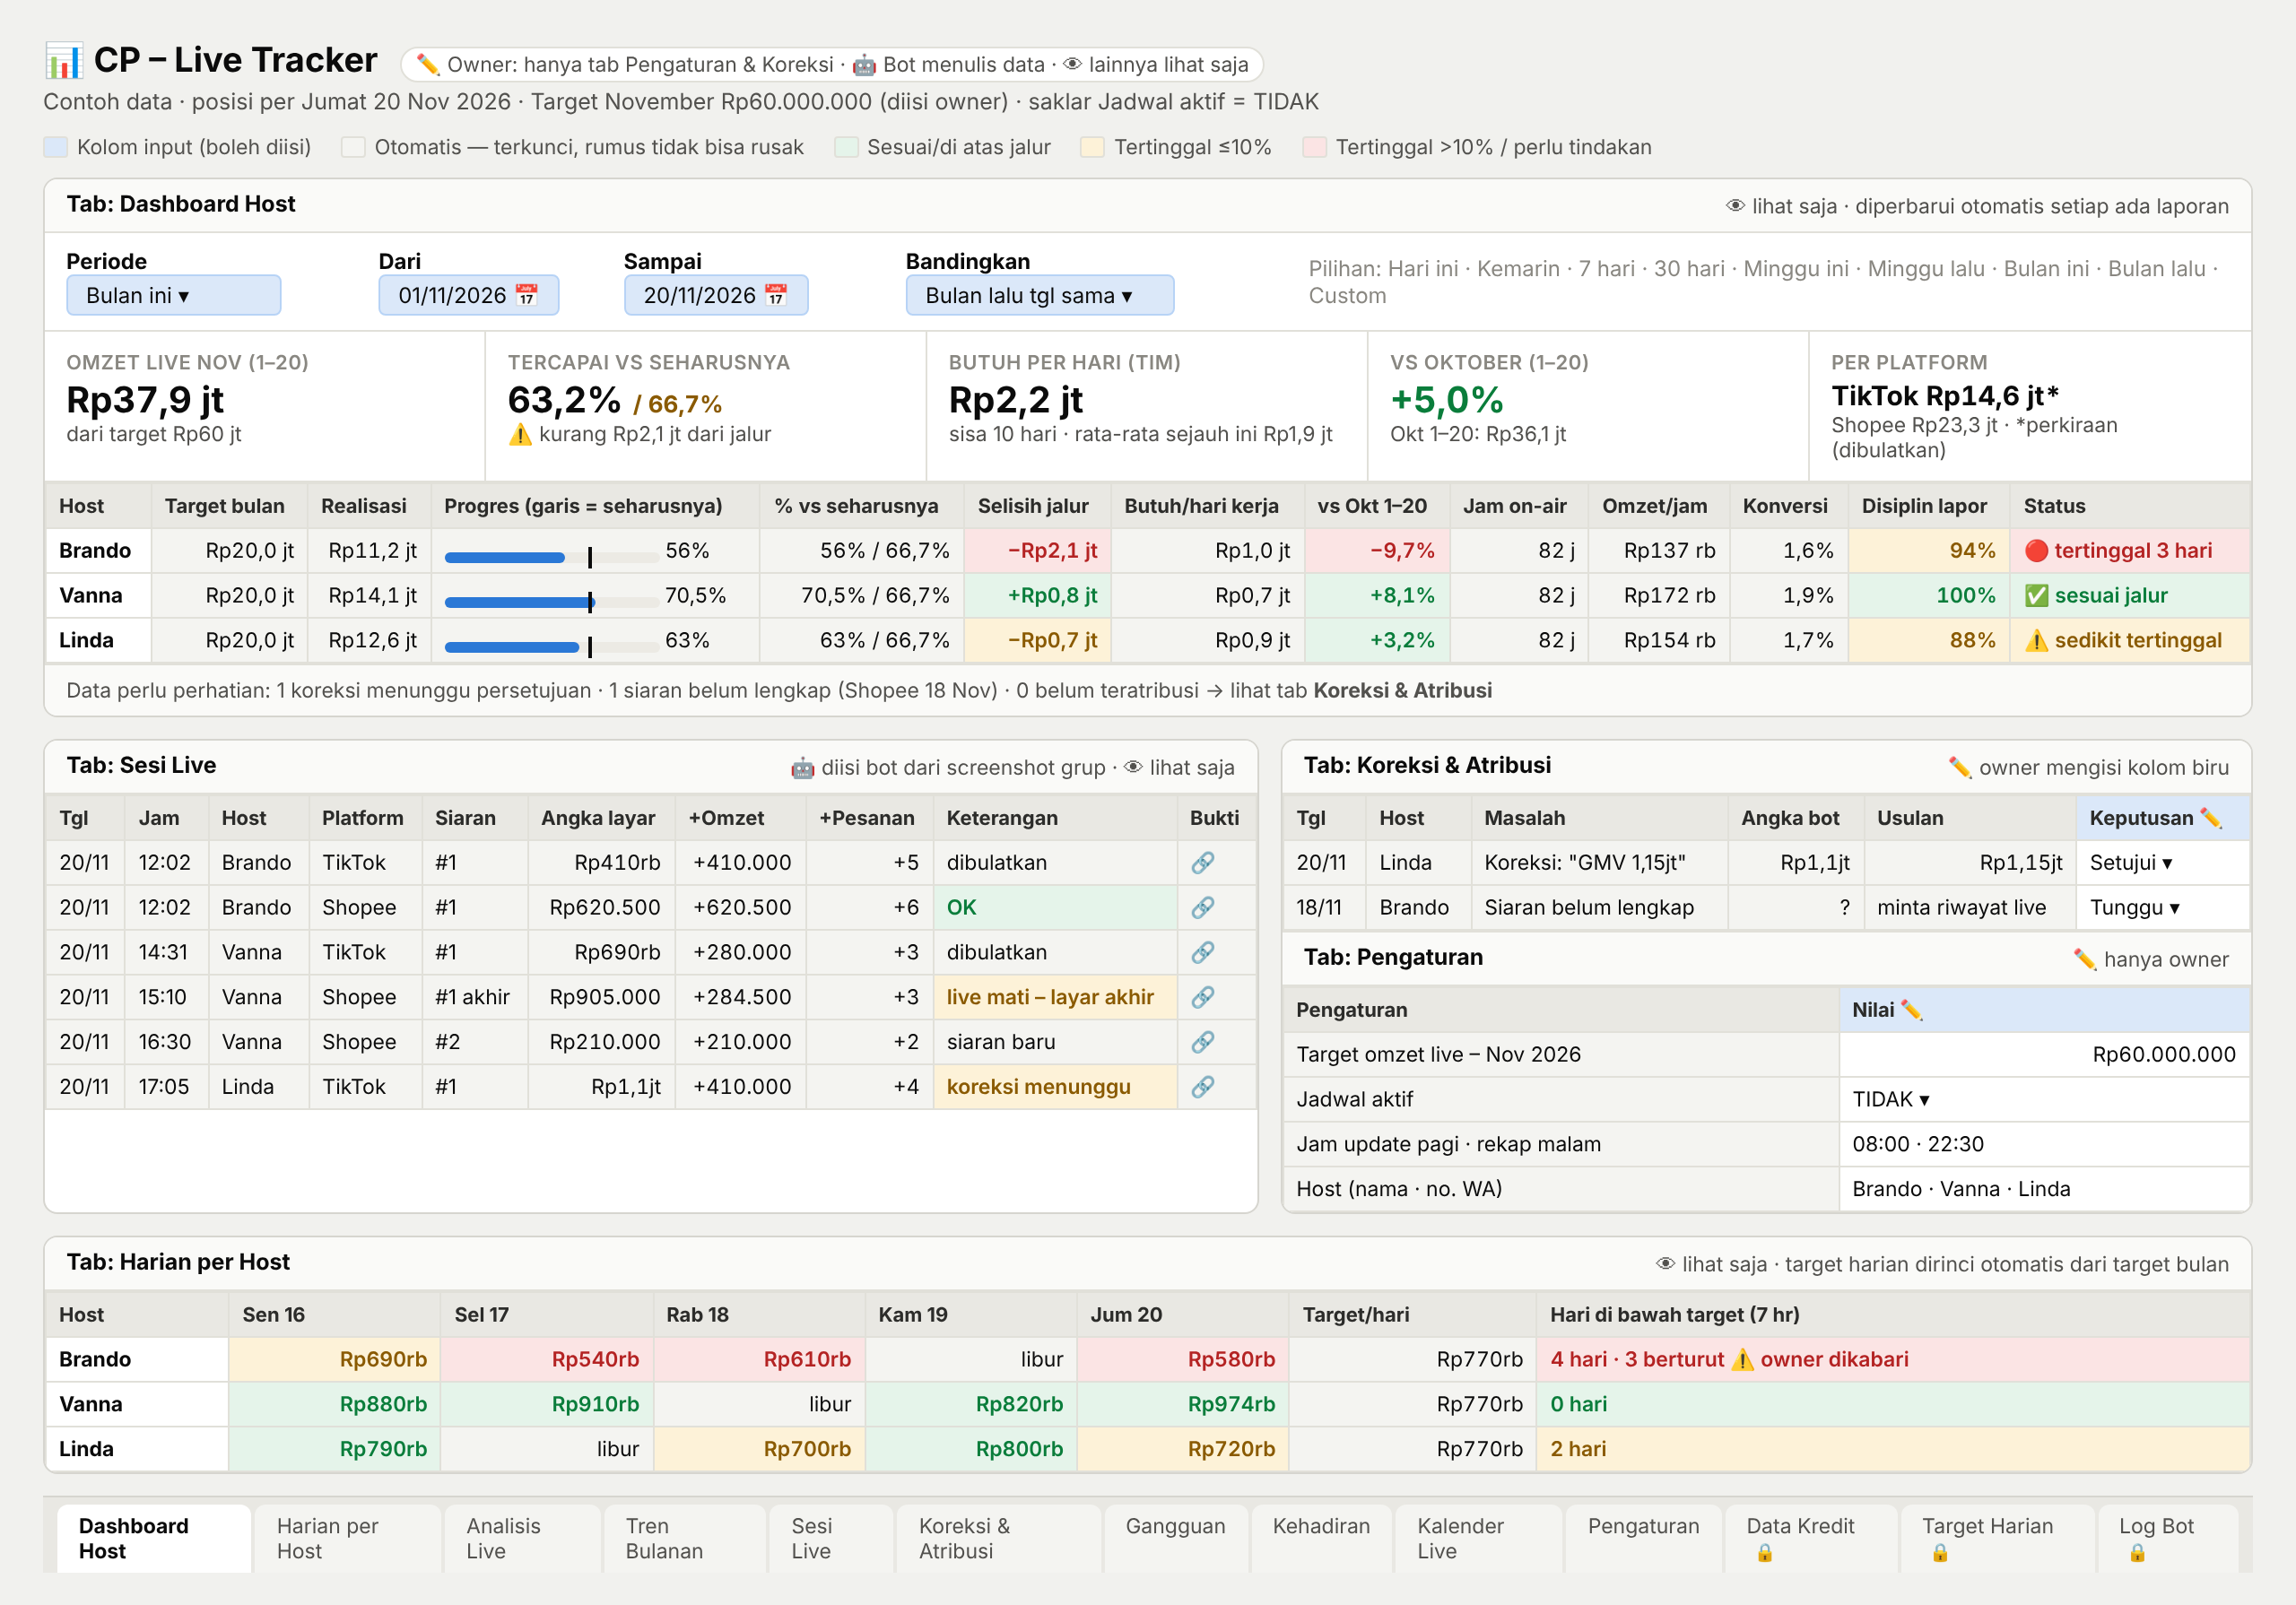 📊 CP – Live Tracker
✏️ Owner: hanya tab Pengaturan & Koreksi · 🤖 Bot menulis data · 👁 lainnya lihat saja
Contoh data · posisi per Jumat 20 Nov 2026 · Target November Rp60.000.000 (diisi owner) · saklar Jadwal aktif = TIDAK
Kolom input (boleh diisi) Otomatis — terkunci, rumus tidak bisa rusak Sesuai/di atas jalur Tertinggal ≤10% Tertinggal >10% / perlu tindakan
Tab: Dashboard Host 👁 lihat saja · diperbarui otomatis setiap ada laporan
Periode Dari Sampai Bandingkan
Bulan ini ▾ 01/11/2026 📅 20/11/2026 📅 Bulan lalu tgl sama ▾
Pilihan: Hari ini · Kemarin · 7 hari · 30 hari · Minggu ini · Minggu lalu · Bulan ini · Bulan lalu ·
Custom
OMZET LIVE NOV (1–20)
Rp37,9 jt
dari target Rp60 jt
TERCAPAI VS SEHARUSNYA
63,2% / 66,7%
⚠️ kurang Rp2,1 jt dari jalur
BUTUH PER HARI (TIM)
Rp2,2 jt
sisa 10 hari · rata-rata sejauh ini Rp1,9 jt
VS OKTOBER (1–20)
+5,0%
Okt 1–20: Rp36,1 jt
PER PLATFORM
TikTok Rp14,6 jt*
Shopee Rp23,3 jt · *perkiraan
(dibulatkan)
Host Target bulan Realisasi Progres (garis = seharusnya) % vs seharusnya Selisih jalur Butuh/hari kerja vs Okt 1–20 Jam on-air Omzet/jam Konversi Disiplin lapor Status
Brando Rp20,0 jt Rp11,2 jt 56% 56% / 66,7% −Rp2,1 jt Rp1,0 jt −9,7% 82 j Rp137 rb 1,6% 94% 🔴 tertinggal 3 hari
Vanna Rp20,0 jt Rp14,1 jt 70,5% 70,5% / 66,7% +Rp0,8 jt Rp0,7 jt +8,1% 82 j Rp172 rb 1,9% 100% ✅ sesuai jalur
Linda Rp20,0 jt Rp12,6 jt 63% 63% / 66,7% −Rp0,7 jt Rp0,9 jt +3,2% 82 j Rp154 rb 1,7% 88% ⚠️ sedikit tertinggal
Data perlu perhatian: 1 koreksi menunggu persetujuan · 1 siaran belum lengkap (Shopee 18 Nov) · 0 belum teratribusi → lihat tab Koreksi & Atribusi
Tab: Sesi Live 🤖 diisi bot dari screenshot grup · 👁 lihat saja
Tgl Jam Host Platform Siaran Angka layar +Omzet +Pesanan Keterangan Bukti
20/11 12:02 Brando TikTok #1 Rp410rb +410.000 +5 dibulatkan 🔗
20/11 12:02 Brando Shopee #1 Rp620.500 +620.500 +6 OK 🔗
20/11 14:31 Vanna TikTok #1 Rp690rb +280.000 +3 dibulatkan 🔗
20/11 15:10 Vanna Shopee #1 akhir Rp905.000 +284.500 +3 live mati – layar akhir 🔗
20/11 16:30 Vanna Shopee #2 Rp210.000 +210.000 +2 siaran baru 🔗
20/11 17:05 Linda TikTok #1 Rp1,1jt +410.000 +4 koreksi menunggu 🔗
Tab: Koreksi & Atribusi ✏️ owner mengisi kolom biru
Tgl Host Masalah Angka bot Usulan Keputusan ✏️
20/11 Linda Koreksi: "GMV 1,15jt" Rp1,1jt Rp1,15jt Setujui ▾
18/11 Brando Siaran belum lengkap ? minta riwayat live Tunggu ▾
Tab: Pengaturan ✏️ hanya owner
Pengaturan Nilai ✏️
Target omzet live – Nov 2026 Rp60.000.000
Jadwal aktif TIDAK ▾
Jam update pagi · rekap malam 08:00 · 22:30
Host (nama · no. WA) Brando · Vanna · Linda
Tab: Harian per Host 👁 lihat saja · target harian dirinci otomatis dari target bulan
Host Sen 16 Sel 17 Rab 18 Kam 19 Jum 20 Target/hari Hari di bawah target (7 hr)
Brando Rp690rb Rp540rb Rp610rb libur Rp580rb Rp770rb 4 hari · 3 berturut ⚠️ owner dikabari
Vanna Rp880rb Rp910rb libur Rp820rb Rp974rb Rp770rb 0 hari
Linda Rp790rb libur Rp700rb Rp800rb Rp720rb Rp770rb 2 hari
Dashboard Host
Harian per Host
Analisis Live
Tren Bulanan
Sesi Live
Koreksi & Atribusi
Gangguan
Kehadiran
Kalender Live
Pengaturan
Data Kredit 🔒
Target Harian 🔒
Log Bot 🔒